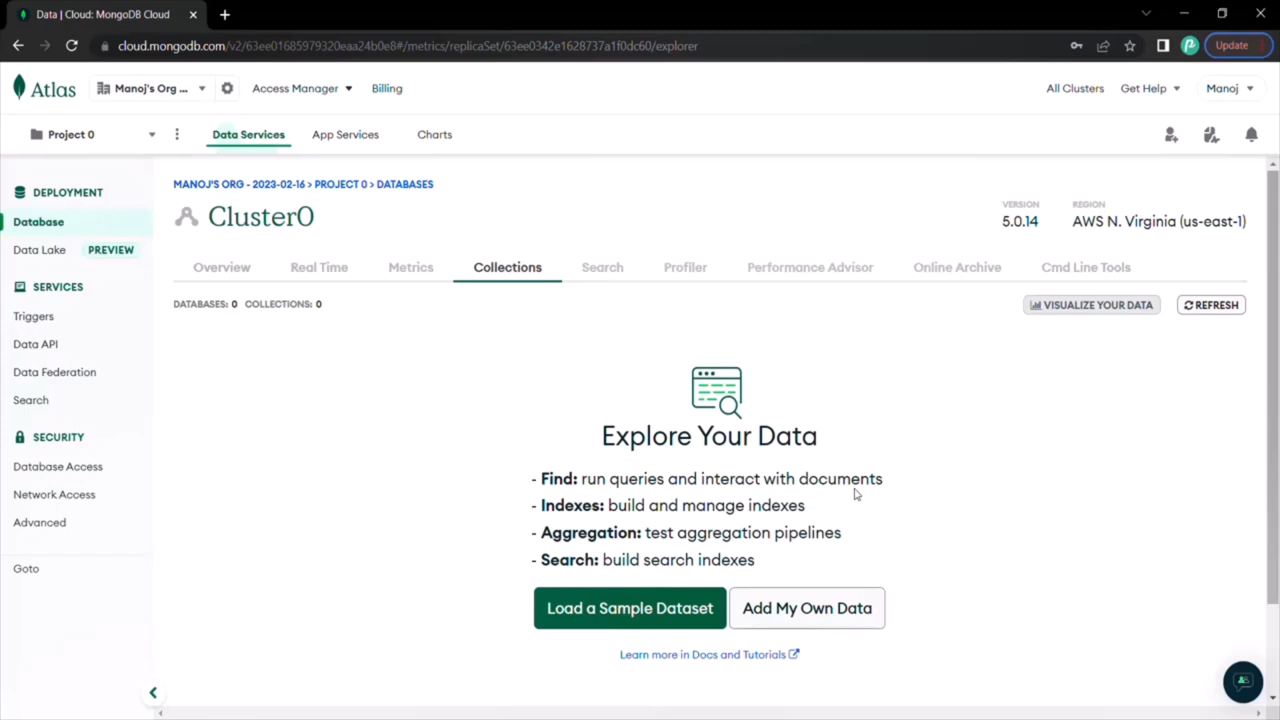 Data | Cloud: MongoDB Cloud
cloud.mongodb.com/v2/63ee01685979320eaa24b0e8#/metrics/replicaSet/63ee0342e1628737a1f0dc60/explorer
Update
Atlas Manoj's Org ... Access Manager Billing All Clusters Get Help Manoj
Project 0 Data Services App Services Charts
DEPLOYMENT
Database
Data Lake PREVIEW
SERVICES
Triggers
Data API
Data Federation
Search
SECURITY
Database Access
Network Access
Advanced
Goto
MANOJ'S ORG - 2023-02-16 > PROJECT 0 > DATABASES
Cluster0
VERSION
5.0.14
REGION
AWS N. Virginia (us-east-1)
Overview Real Time Metrics Collections Search Profiler Performance Advisor Online Archive Cmd Line Tools
DATABASES: 0 COLLECTIONS: 0
VISUALIZE YOUR DATA
REFRESH
Explore Your Data
- Find: run queries and interact with documents
- Indexes: build and manage indexes
- Aggregation: test aggregation pipelines
- Search: build search indexes
Load a Sample Dataset
Add My Own Data
Learn more in Docs and Tutorials